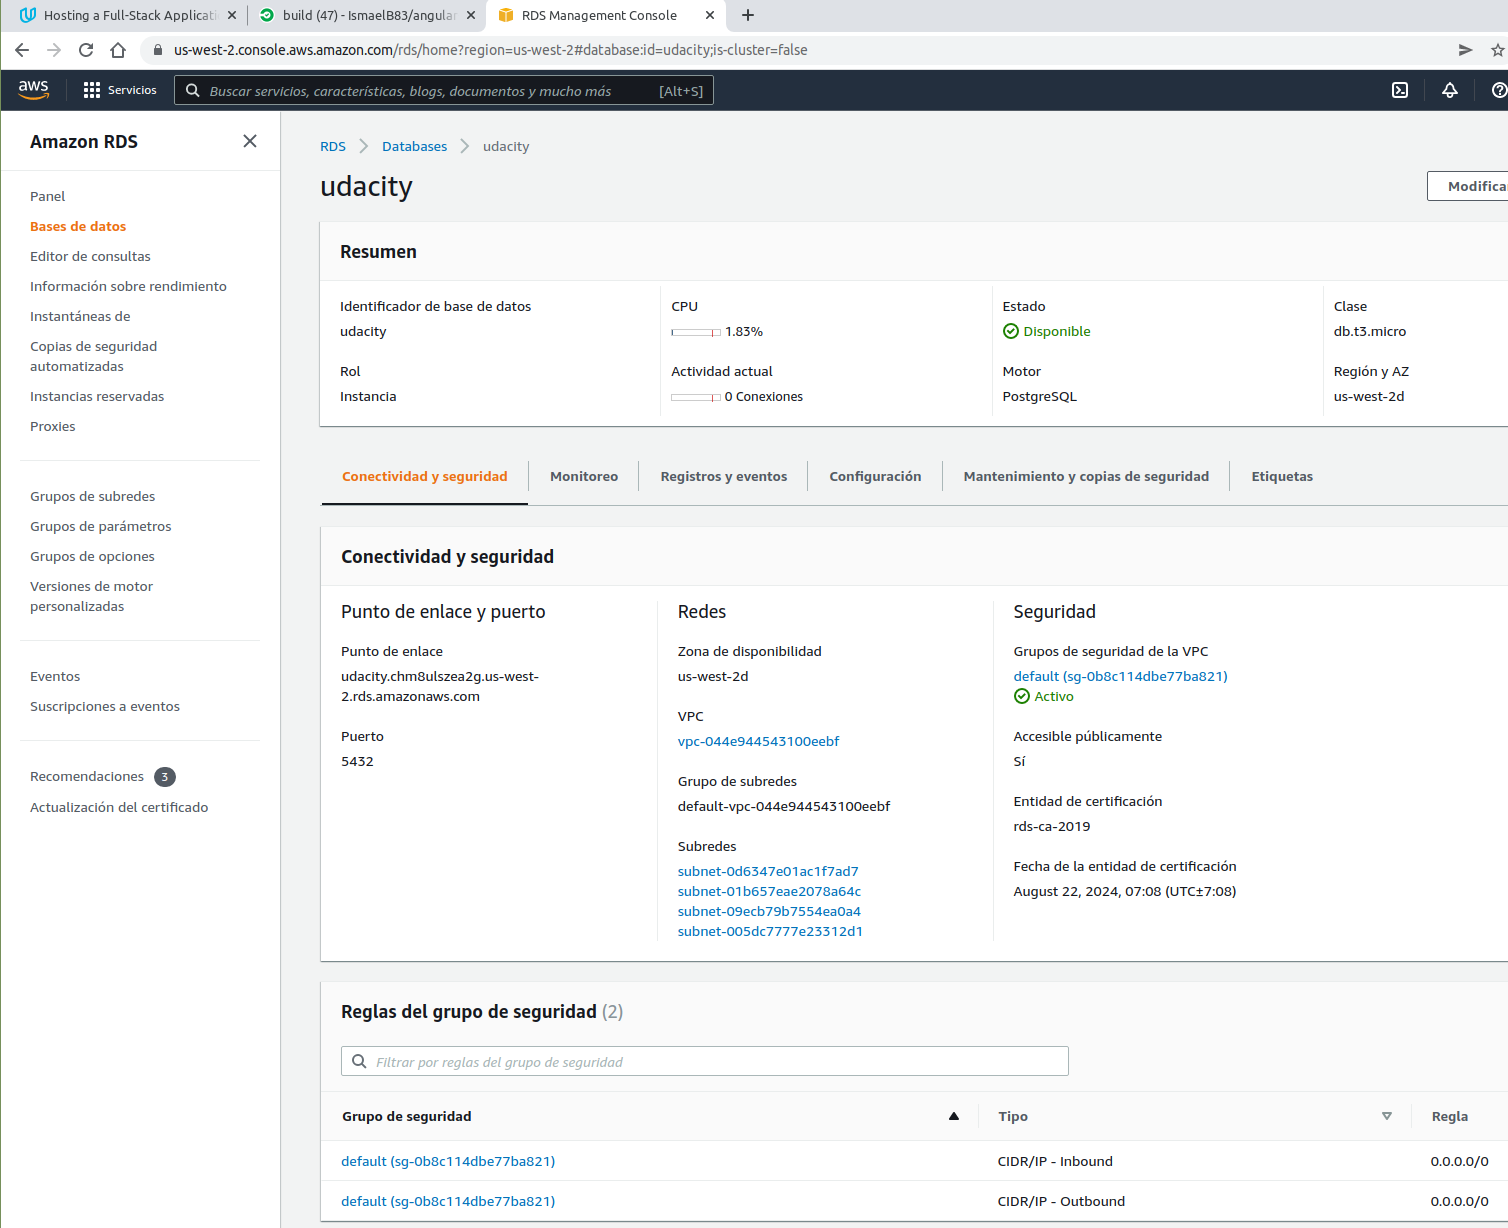 Hosting a Full-Stack Applicati
build (47) - IsmaelB83/angular
RDS Management Console
us-west-2.console.aws.amazon.com/rds/home?region=us-west-2#database:id=udacity;is-cluster=false
aws
Servicios
Buscar servicios, características, blogs, documentos y mucho más
[Alt+S]
Amazon RDS
Panel
Bases de datos
Editor de consultas
Información sobre rendimiento
Instantáneas de
Copias de seguridad
automatizadas
Instancias reservadas
Proxies
Grupos de subredes
Grupos de parámetros
Grupos de opciones
Versiones de motor
personalizadas
Eventos
Suscripciones a eventos
Recomendaciones 3
Actualización del certificado
RDS
Databases
udacity
udacity
Modificar
Resumen
Identificador de base de datos
udacity
CPU
1.83%
Estado
Disponible
Clase
db.t3.micro
Rol
Instancia
Actividad actual
0 Conexiones
Motor
PostgreSQL
Región y AZ
us-west-2d
Conectividad y seguridad
Monitoreo
Registros y eventos
Configuración
Mantenimiento y copias de seguridad
Etiquetas
Conectividad y seguridad
Punto de enlace y puerto
Punto de enlace
udacity.chm8ulszea2g.us-west-
2.rds.amazonaws.com
Puerto
5432
Redes
Zona de disponibilidad
us-west-2d
VPC
vpc-044e944543100eebf
Grupo de subredes
default-vpc-044e944543100eebf
Subredes
subnet-0d6347e01ac1f7ad7
subnet-01b657eae2078a64c
subnet-09ecb79b7554ea0a4
subnet-005dc7777e23312d1
Seguridad
Grupos de seguridad de la VPC
default (sg-0b8c114dbe77ba821)
Activo
Accesible públicamente
Sí
Entidad de certificación
rds-ca-2019
Fecha de la entidad de certificación
August 22, 2024, 07:08 (UTC±7:08)
Reglas del grupo de seguridad (2)
Filtrar por reglas del grupo de seguridad
Grupo de seguridad
Tipo
Regla
default (sg-0b8c114dbe77ba821)
CIDR/IP - Inbound
0.0.0.0/0
default (sg-0b8c114dbe77ba821)
CIDR/IP - Outbound
0.0.0.0/0